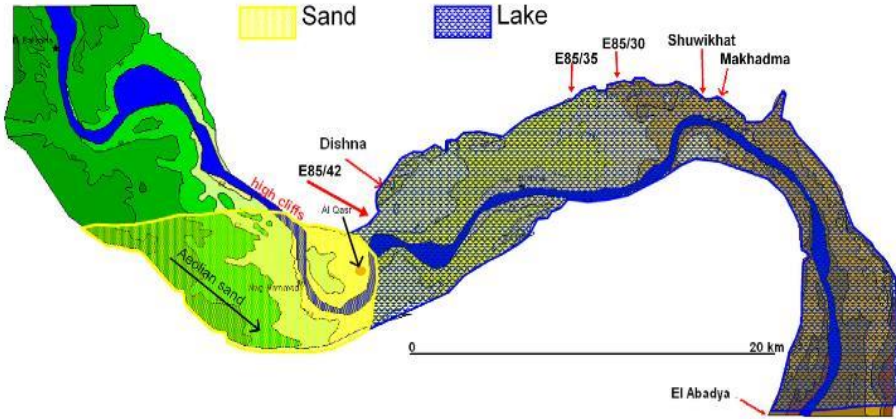 Sand
Lake
E85/35
E85/30
Shuwikhat
Makhadma
Dishna
E85/42
high cliffs
Al Qasr
Aeolian sand
0
20 km
El Abadya